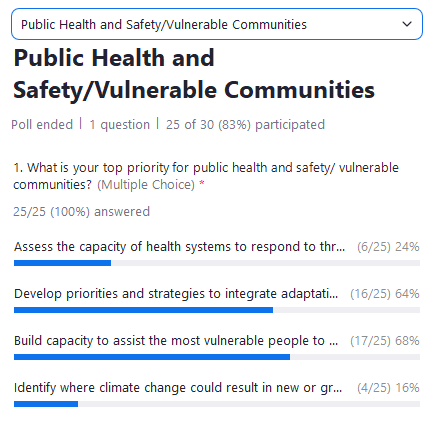 Public Health and Safety/Vulnerable Communities
Public Health and
Safety/Vulnerable Communities
Poll ended | 1 question | 25 of 30 (83%) participated
1. What is your top priority for public health and safety/ vulnerable
communities? (Multiple Choice) *
25/25 (100%) answered
Assess the capacity of health systems to respond to thr... (6/25) 24%
Develop priorities and strategies to integrate adaptati... (16/25) 64%
Build capacity to assist the most vulnerable people to ... (17/25) 68%
Identify where climate change could result in new or gr... (4/25) 16%